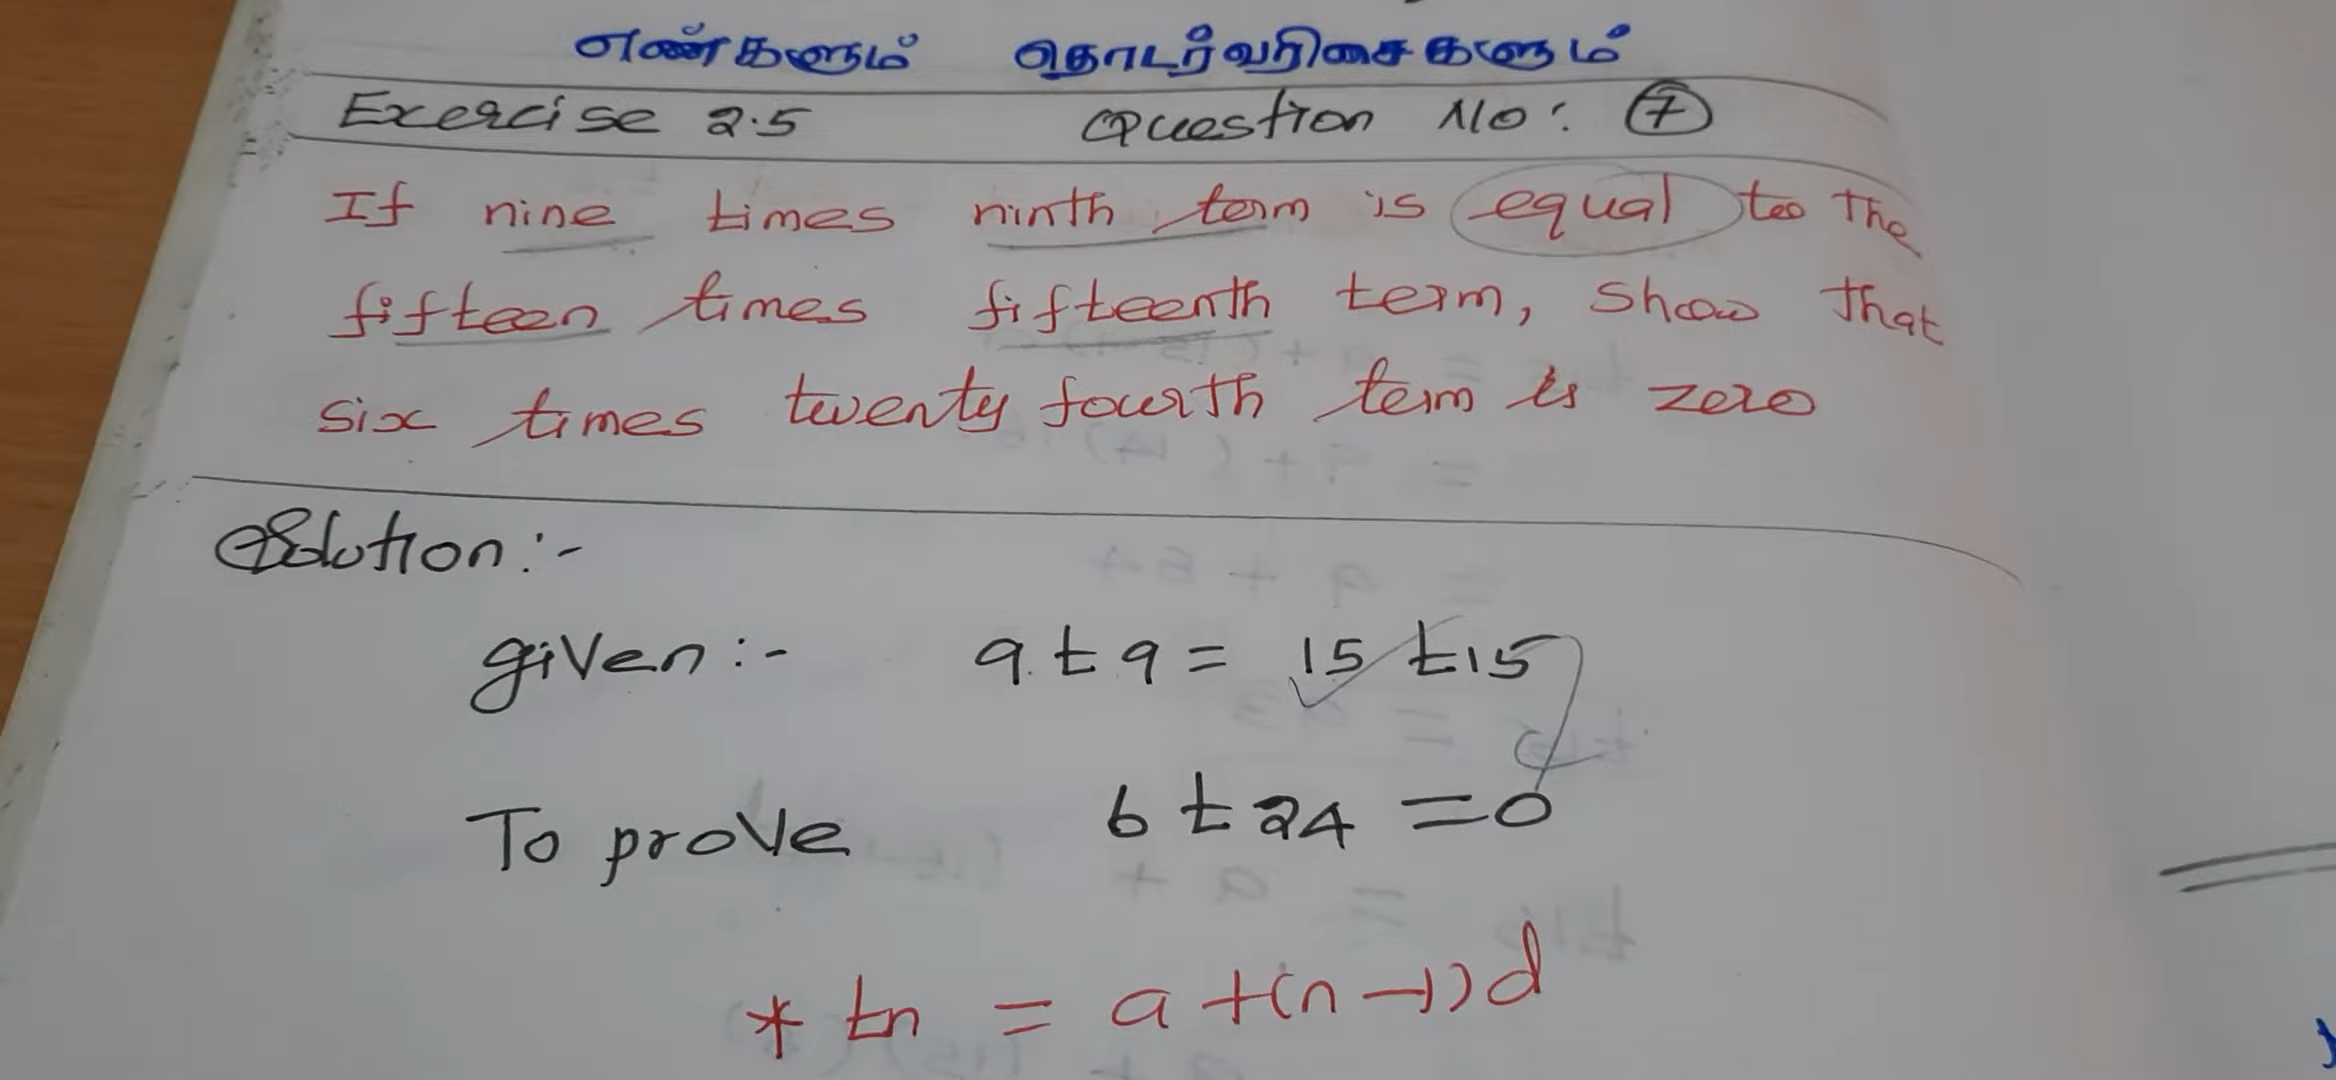 எண்களும் தொடர்வரிசைகளும்
Exercise 2.5 Question No: 7
If nine times ninth term is equal to the
fifteen times fifteenth term, show that
six times twenty fourth term is zero
Solution:-
given:- 9 t9 = 15 t15
To prove 6 t24 = 0
* tn = a + (n-1)d